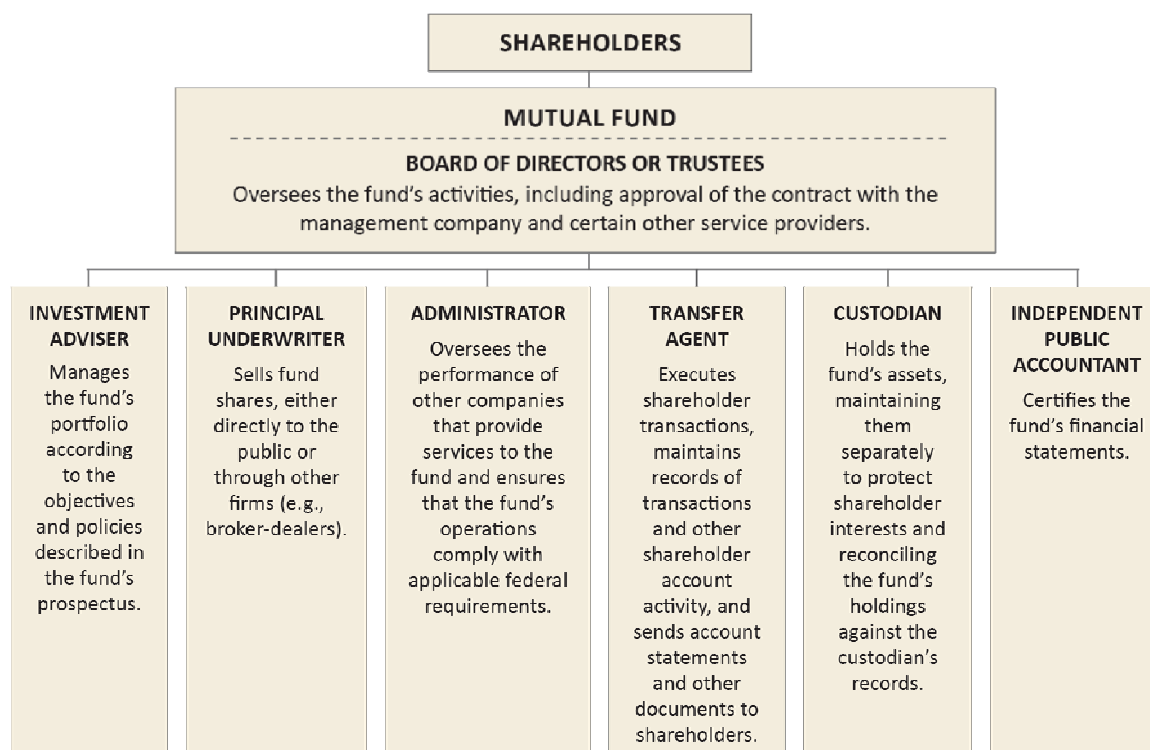 SHAREHOLDERS
MUTUAL FUND
BOARD OF DIRECTORS OR TRUSTEES
Oversees the fund's activities, including approval of the contract with the
management company and certain other service providers.
INVESTMENT
ADVISER
Manages
the fund's
portfolio
according
to the
objectives
and policies
described in
the fund's
prospectus.
PRINCIPAL
UNDERWRITER
Sells fund
shares, either
directly to the
public or
through other
firms (e.g.,
broker-dealers).
ADMINISTRATOR
Oversees the
performance of
other companies
that provide
services to the
fund and ensures
that the fund's
operations
comply with
applicable federal
requirements.
TRANSFER
AGENT
Executes
shareholder
transactions,
maintains
records of
transactions
and other
shareholder
account
activity, and
sends account
statements
and other
documents to
shareholders.
CUSTODIAN
Holds the
fund's assets,
maintaining
them
separately
to protect
shareholder
interests and
reconciling
the fund's
holdings
against the
custodian's
records.
INDEPENDENT
PUBLIC
ACCOUNTANT
Certifies the
fund's financial
statements.